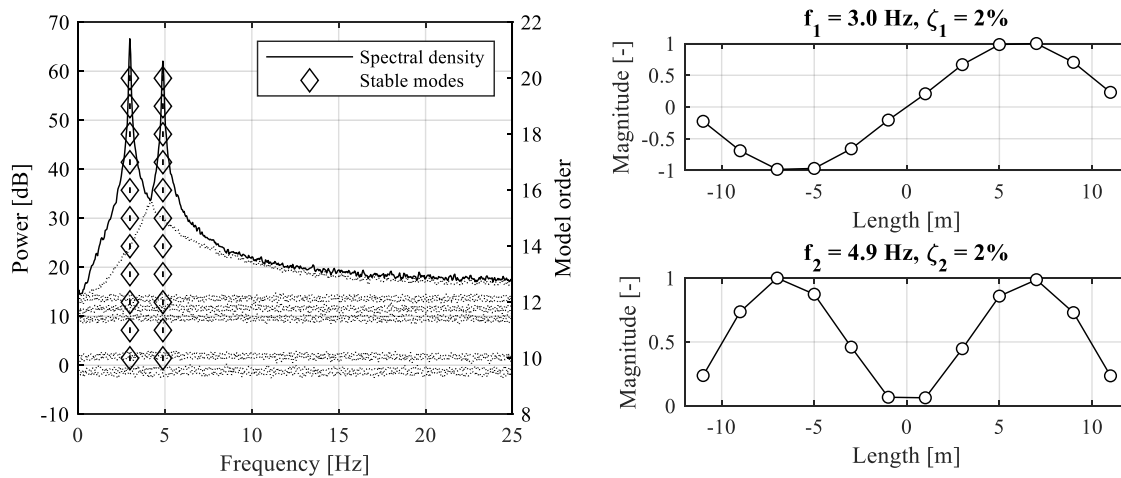 70
60
50
40
30
20
10
0
-10
Power [dB]
0 5 10 15 20 25
Frequency [Hz]
22
20
18
16
14
12
10
8
Model order
Spectral density
Stable modes
f₁ = 3.0 Hz, ζ₁ = 2%
1
0.5
0
-0.5
-1
Magnitude [-]
-10 -5 0 5 10
Length [m]
f₂ = 4.9 Hz, ζ₂ = 2%
1
0.5
0
Magnitude [-]
-10 -5 0 5 10
Length [m]